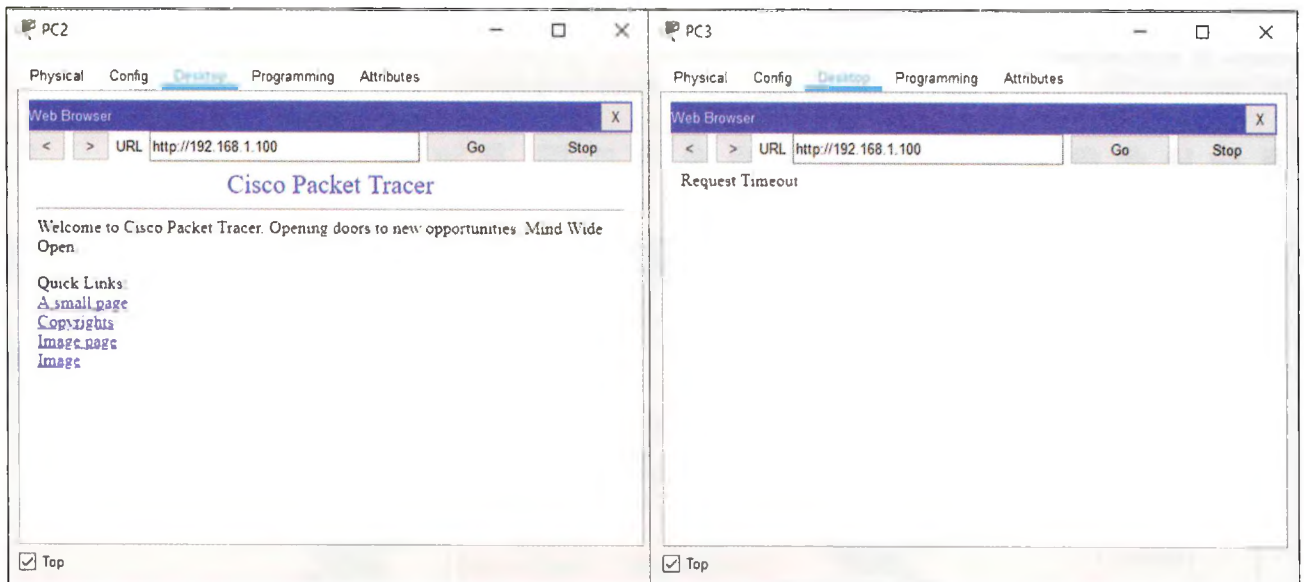 PC2
Physical Config Desktop Programming Attributes
Web Browser X
< > URL http://192.168.1.100 Go Stop
Cisco Packet Tracer
Welcome to Cisco Packet Tracer. Opening doors to new opportunities. Mind Wide
Open.
Quick Links:
A small page
Copyrights
Image page
Image
Top
PC3
Physical Config Desktop Programming Attributes
Web Browser X
< > URL http://192.168.1.100 Go Stop
Request Timeout
Top